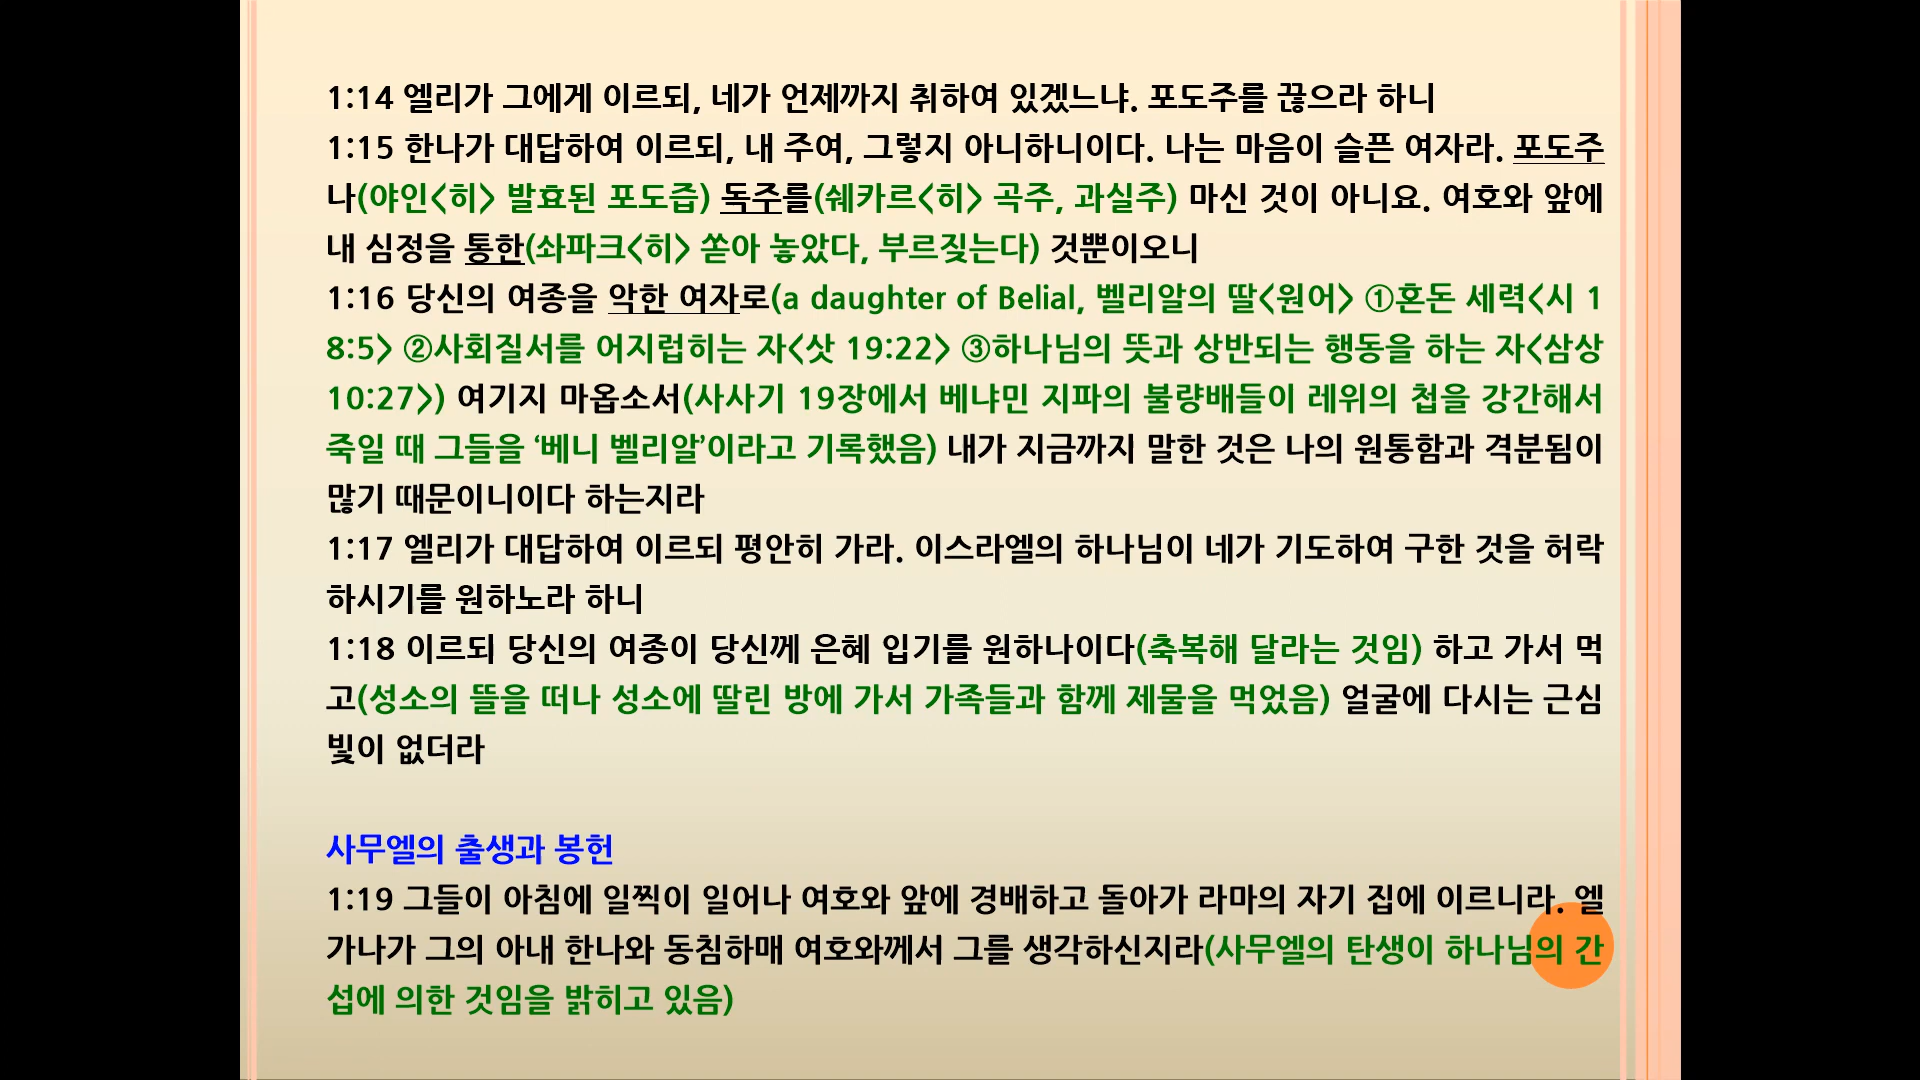 1:14 엘리가 그에게 이르되, 네가 언제까지 취하여 있겠느냐. 포도주를 끊으라 하니
1:15 한나가 대답하여 이르되, 내 주여, 그렇지 아니하니이다. 나는 마음이 슬픈 여자라. 포도주
나(야인<히> 발효된 포도즙) 독주를(쉐카르<히> 곡주, 과실주) 마신 것이 아니요. 여호와 앞에
내 심정을 통한(솨파크<히> 쏟아 놓았다, 부르짖는다) 것뿐이오니
1:16 당신의 여종을 악한 여자로(a daughter of Belial, 벨리알의 딸<원어> ①혼돈 세력<시 1
8:5> ②사회질서를 어지럽히는 자<삿 19:22> ③하나님의 뜻과 상반되는 행동을 하는 자<삼상
10:27>) 여기지 마옵소서(사사기 19장에서 베냐민 지파의 불량배들이 레위의 첩을 강간해서
죽일 때 그들을 ‘베니 벨리알’이라고 기록했음) 내가 지금까지 말한 것은 나의 원통함과 격분됨이
많기 때문이니이다 하는지라
1:17 엘리가 대답하여 이르되 평안히 가라. 이스라엘의 하나님이 네가 기도하여 구한 것을 허락
하시기를 원하노라 하니
1:18 이르되 당신의 여종이 당신께 은혜 입기를 원하나이다(축복해 달라는 것임) 하고 가서 먹
고(성소의 뜰을 떠나 성소에 딸린 방에 가서 가족들과 함께 제물을 먹었음) 얼굴에 다시는 근심
빛이 없더라
사무엘의 출생과 봉헌
1:19 그들이 아침에 일찍이 일어나 여호와 앞에 경배하고 돌아가 라마의 자기 집에 이르니라. 엘
가나가 그의 아내 한나와 동침하매 여호와께서 그를 생각하신지라(사무엘의 탄생이 하나님의 간
섭에 의한 것임을 밝히고 있음)